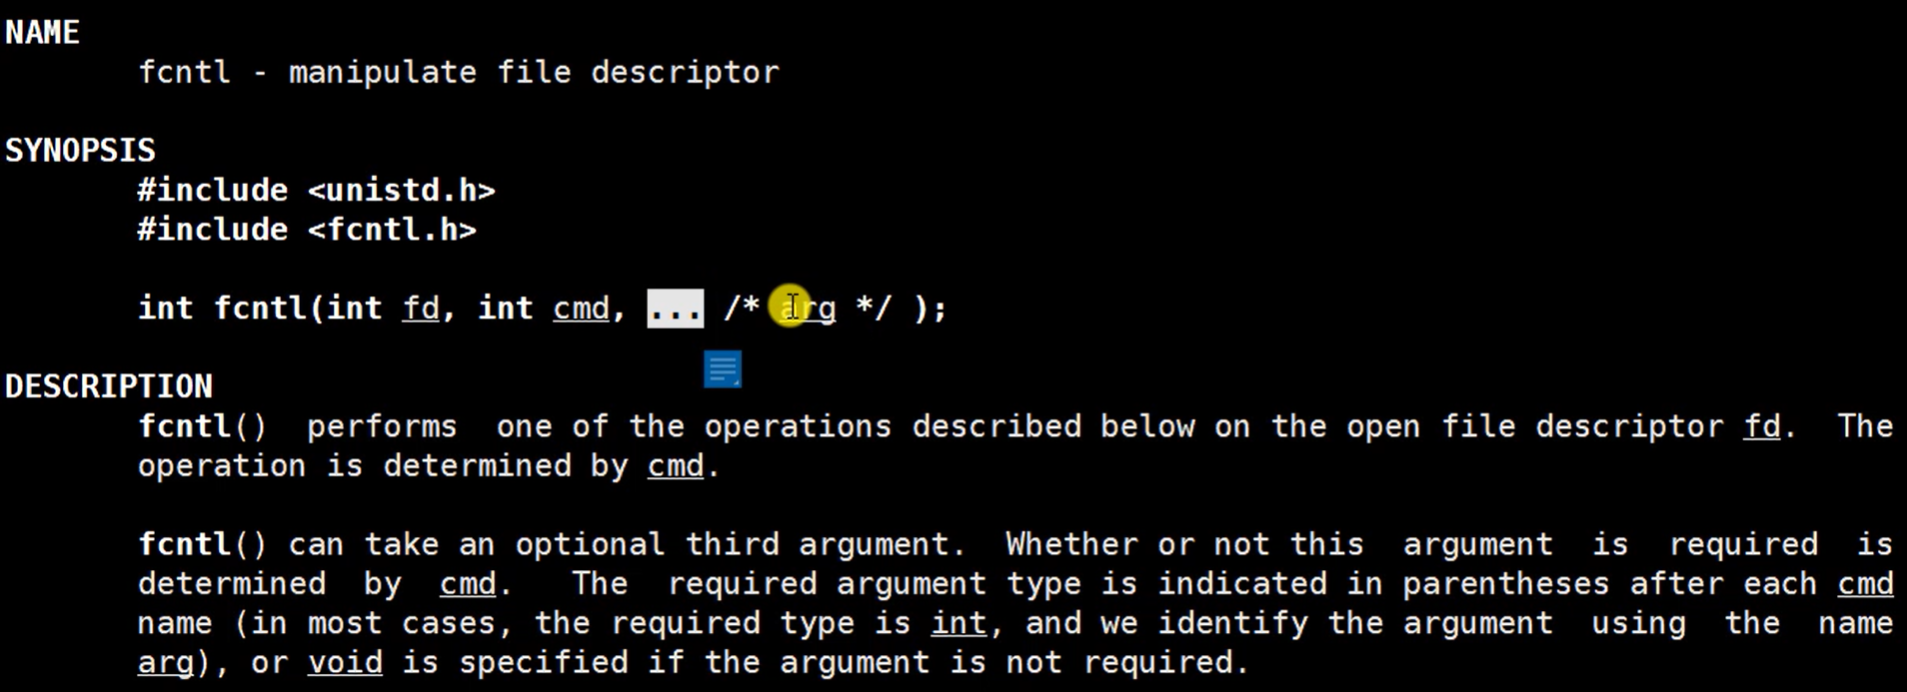 NAME
fcntl - manipulate file descriptor
SYNOPSIS
#include <unistd.h>
#include <fcntl.h>
int fcntl(int fd, int cmd, ... /* arg */ );
DESCRIPTION
fcntl() performs one of the operations described below on the open file descriptor fd. The
operation is determined by cmd.
fcntl() can take an optional third argument. Whether or not this argument is required is
determined by cmd. The required argument type is indicated in parentheses after each cmd
name (in most cases, the required type is int, and we identify the argument using the name
arg), or void is specified if the argument is not required.